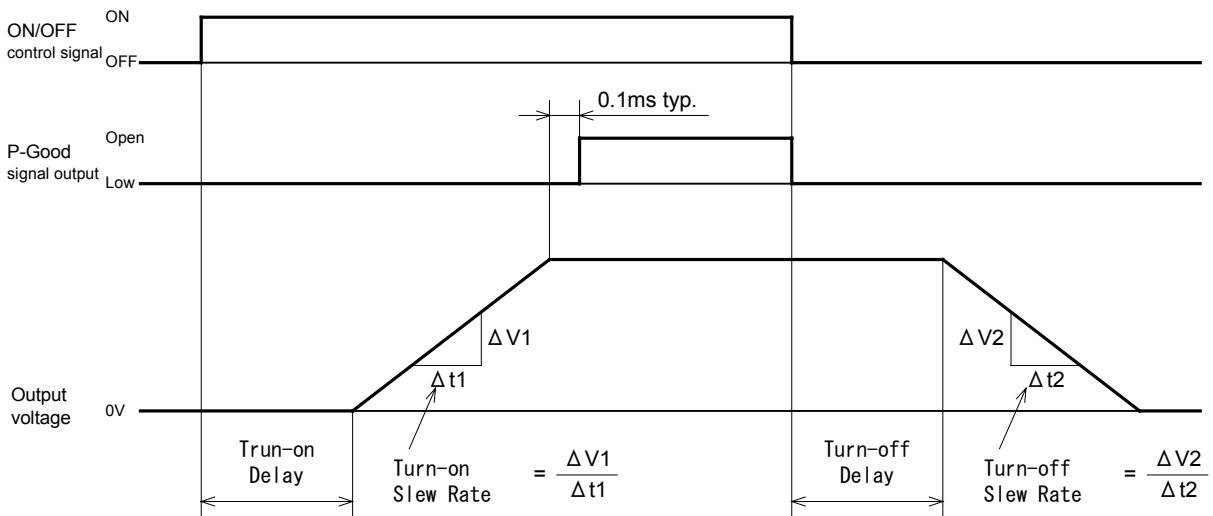 ON/OFF
control signal
ON
OFF
0.1ms typ.
P-Good
signal output
Open
Low
ΔV1
Δt1
ΔV2
Δt2
Output
voltage
0V
Trun-on
Delay
Turn-on
Slew Rate
= ΔV1
Δt1
Turn-off
Delay
Turn-off
Slew Rate
= ΔV2
Δt2